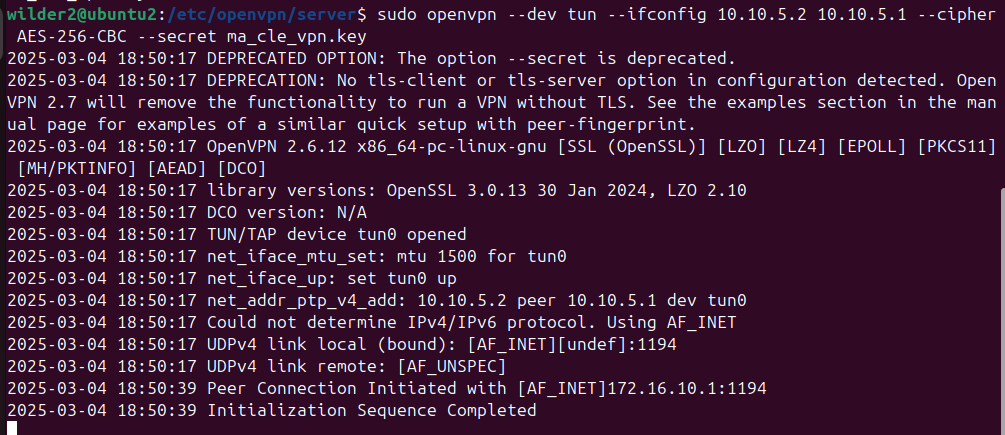 wilder2@ubuntu2:/etc/openvpn/server$ sudo openvpn --dev tun --ifconfig 10.10.5.2 10.10.5.1 --cipher
AES-256-CBC --secret ma_cle_vpn.key
2025-03-04 18:50:17 DEPRECATED OPTION: The option --secret is deprecated.
2025-03-04 18:50:17 DEPRECATION: No tls-client or tls-server option in configuration detected. Open
VPN 2.7 will remove the functionality to run a VPN without TLS. See the examples section in the man
ual page for examples of a similar quick setup with peer-fingerprint.
2025-03-04 18:50:17 OpenVPN 2.6.12 x86_64-pc-linux-gnu [SSL (OpenSSL)] [LZO] [LZ4] [EPOLL] [PKCS11]
[MH/PKTINFO] [AEAD] [DCO]
2025-03-04 18:50:17 library versions: OpenSSL 3.0.13 30 Jan 2024, LZO 2.10
2025-03-04 18:50:17 DCO version: N/A
2025-03-04 18:50:17 TUN/TAP device tun0 opened
2025-03-04 18:50:17 net_iface_mtu_set: mtu 1500 for tun0
2025-03-04 18:50:17 net_iface_up: set tun0 up
2025-03-04 18:50:17 net_addr_ptp_v4_add: 10.10.5.2 peer 10.10.5.1 dev tun0
2025-03-04 18:50:17 Could not determine IPv4/IPv6 protocol. Using AF_INET
2025-03-04 18:50:17 UDPv4 link local (bound): [AF_INET][undef]:1194
2025-03-04 18:50:17 UDPv4 link remote: [AF_UNSPEC]
2025-03-04 18:50:39 Peer Connection Initiated with [AF_INET]172.16.10.1:1194
2025-03-04 18:50:39 Initialization Sequence Completed